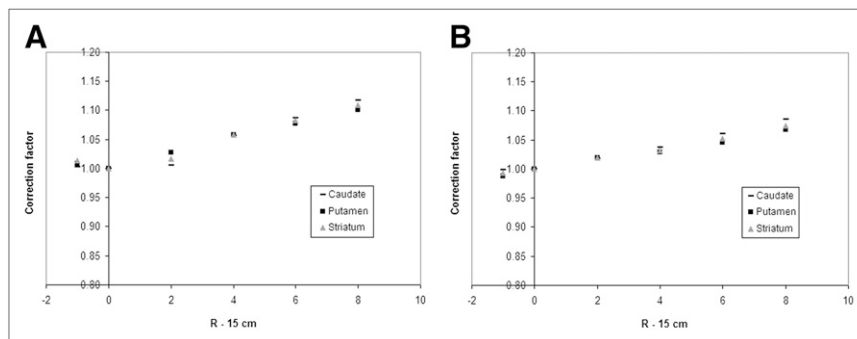 A
Correction factor
1.20
1.15
1.10
1.05
1.00
0.95
0.90
0.85
0.80
Caudate
Putamen
Striatum
-2 0 2 4 6 8 10
R - 15 cm
B
Correction factor
1.20
1.15
1.10
1.05
1.00
0.95
0.90
0.85
0.80
Caudate
Putamen
Striatum
-2 0 2 4 6 8 10
R - 15 cm